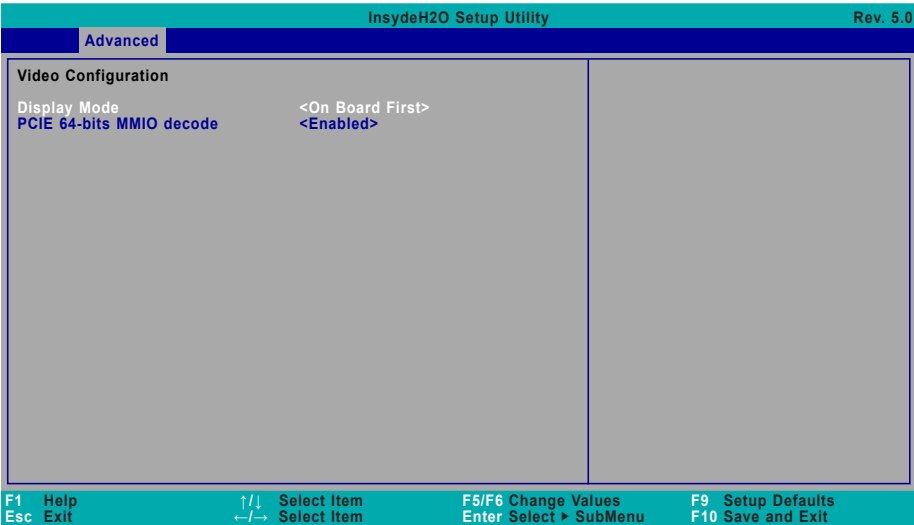 InsydeH2O Setup Utility Rev. 5.0
Advanced
Video Configuration
Display Mode <On Board First>
PCIE 64-bits MMIO decode <Enabled>
F1 Help ↑/↓ Select Item F5/F6 Change Values F9 Setup Defaults
Esc Exit ←/→ Select Item Enter Select ▶ SubMenu F10 Save and Exit